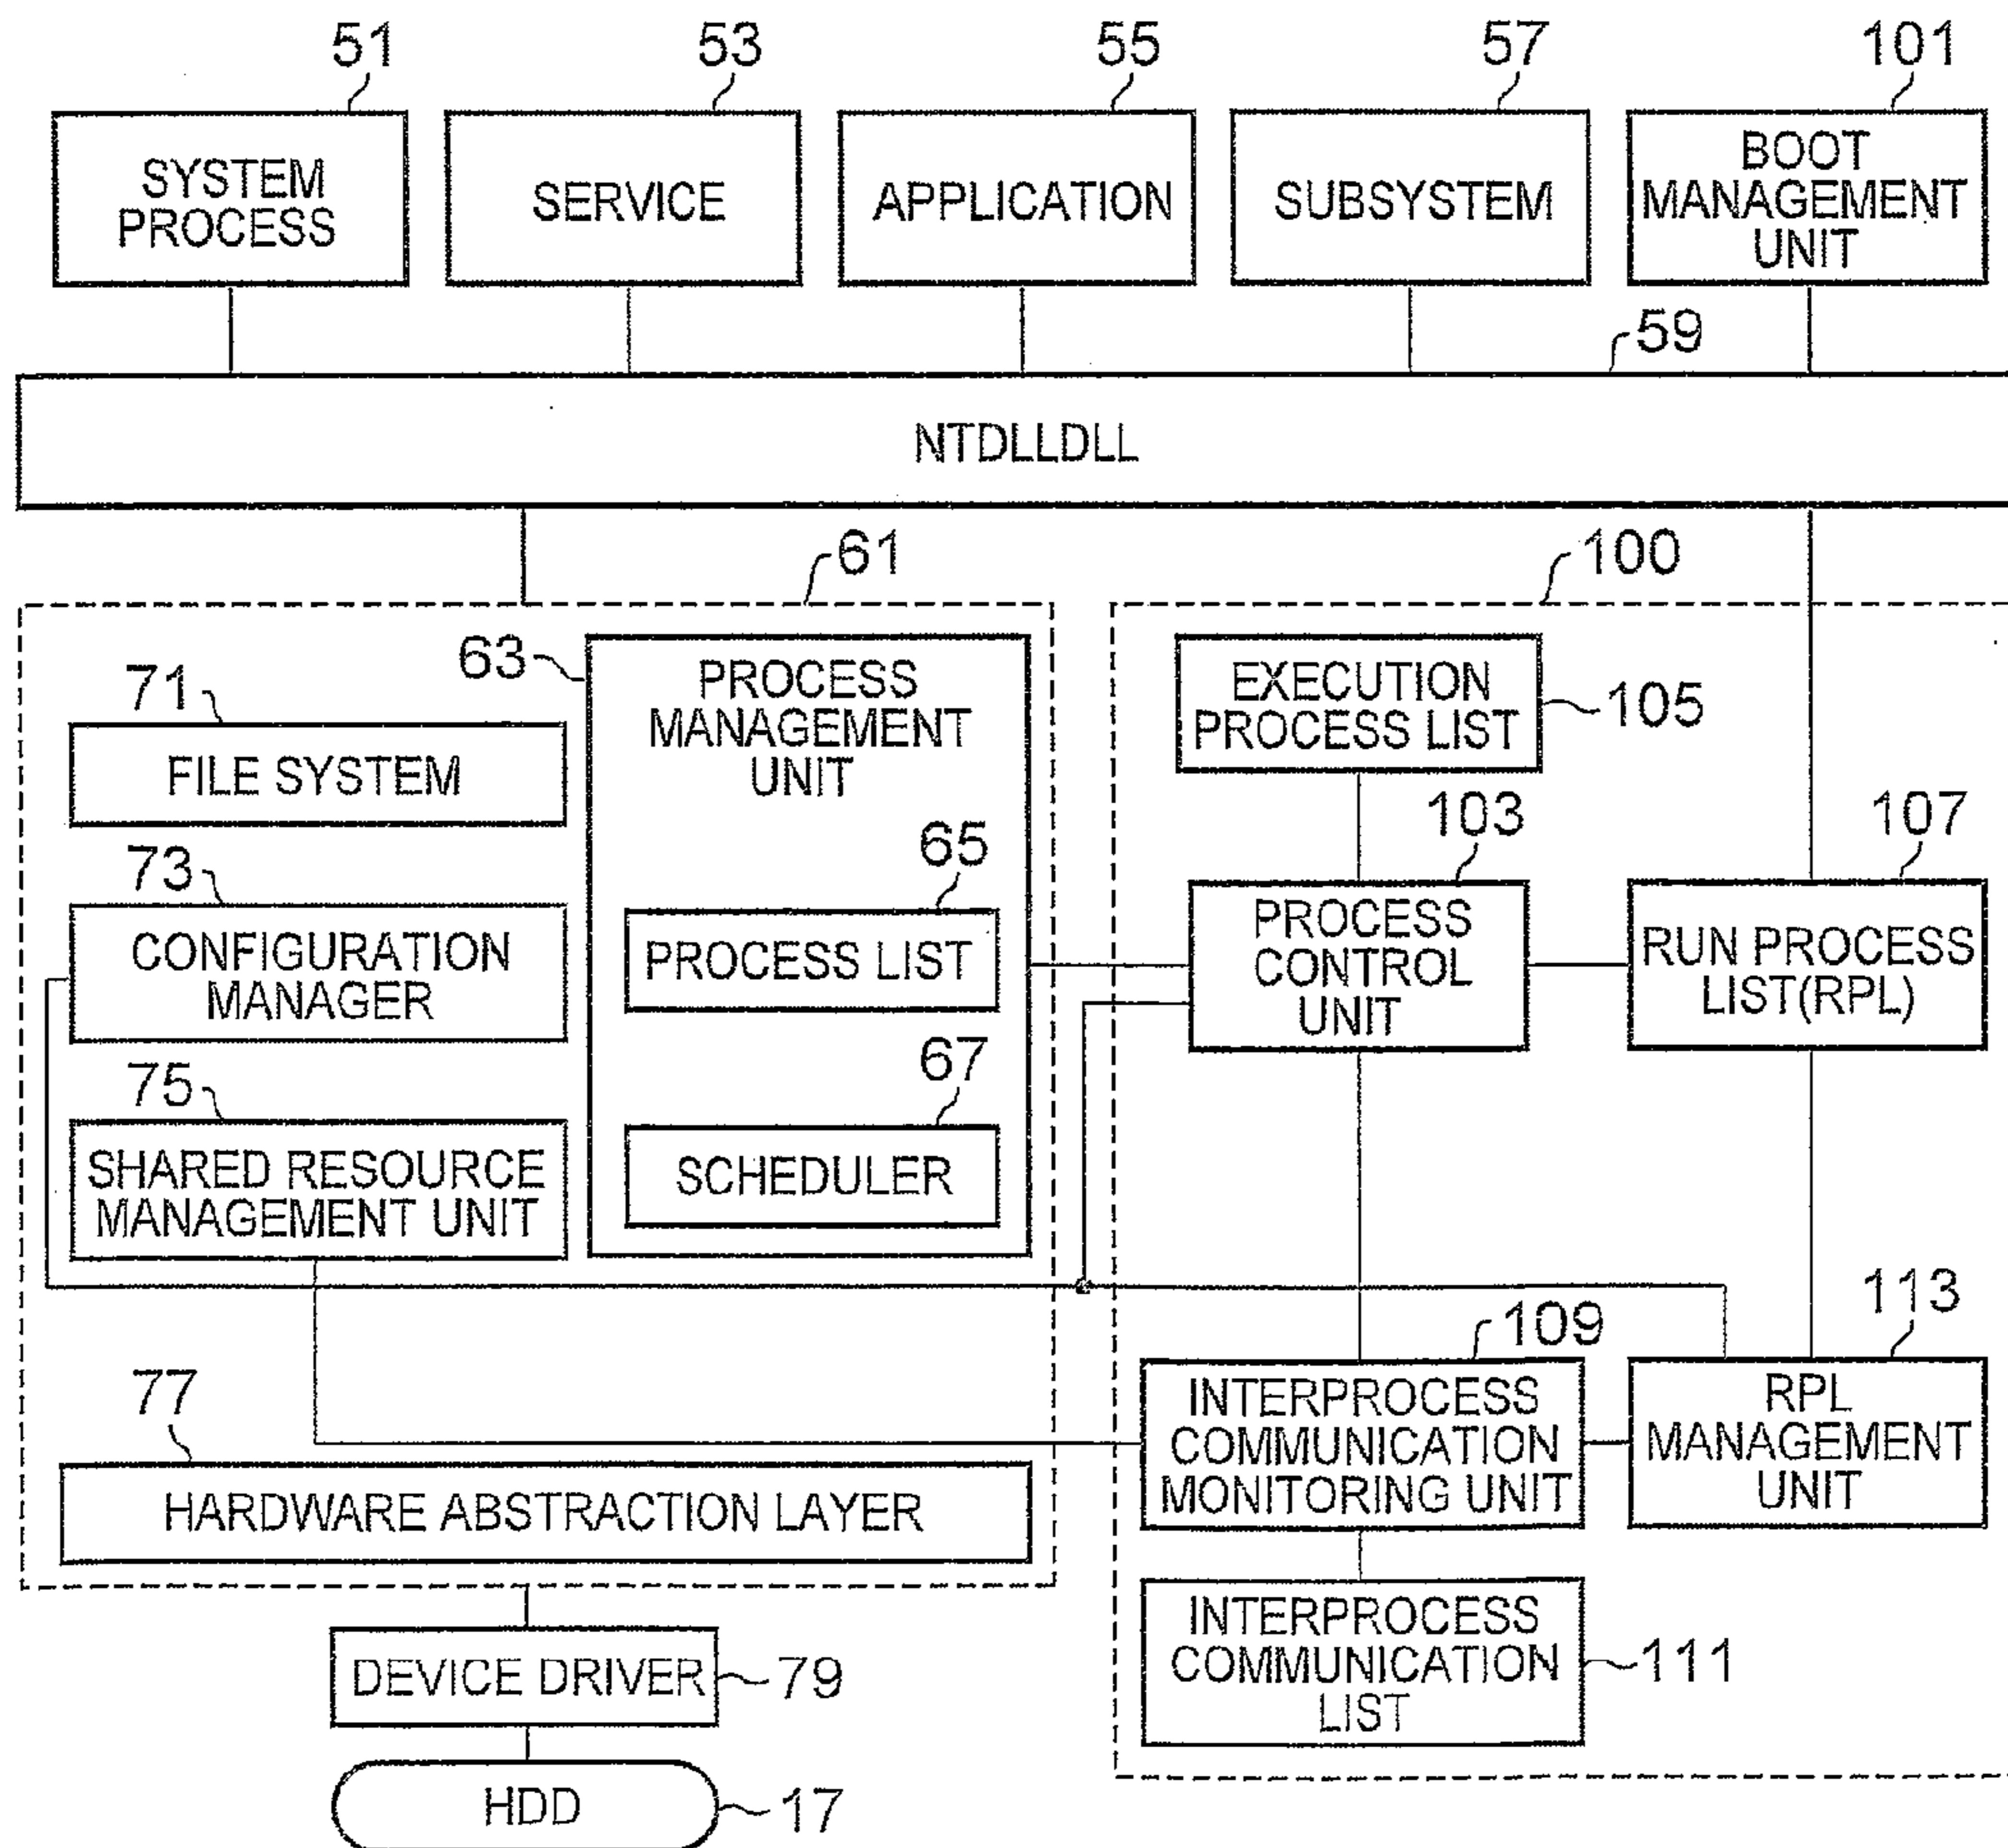 51
53
55
57
101
SYSTEM
PROCESS
SERVICE
APPLICATION
SUBSYSTEM
BOOT
MANAGEMENT
UNIT
59
NTDLLDLL
61
100
63
PROCESS
MANAGEMENT
UNIT
EXECUTION
PROCESS LIST
105
71
FILE SYSTEM
103
107
65
73
PROCESS LIST
CONFIGURATION
MANAGER
PROCESS
CONTROL
UNIT
RUN PROCESS
LIST(RPL)
67
75
SCHEDULER
SHARED RESOURCE
MANAGEMENT UNIT
109
113
INTERPROCESS
COMMUNICATION
MONITORING UNIT
RPL
MANAGEMENT
UNIT
77
HARDWARE ABSTRACTION LAYER
INTERPROCESS
COMMUNICATION
LIST
111
DEVICE DRIVER
79
HDD
17